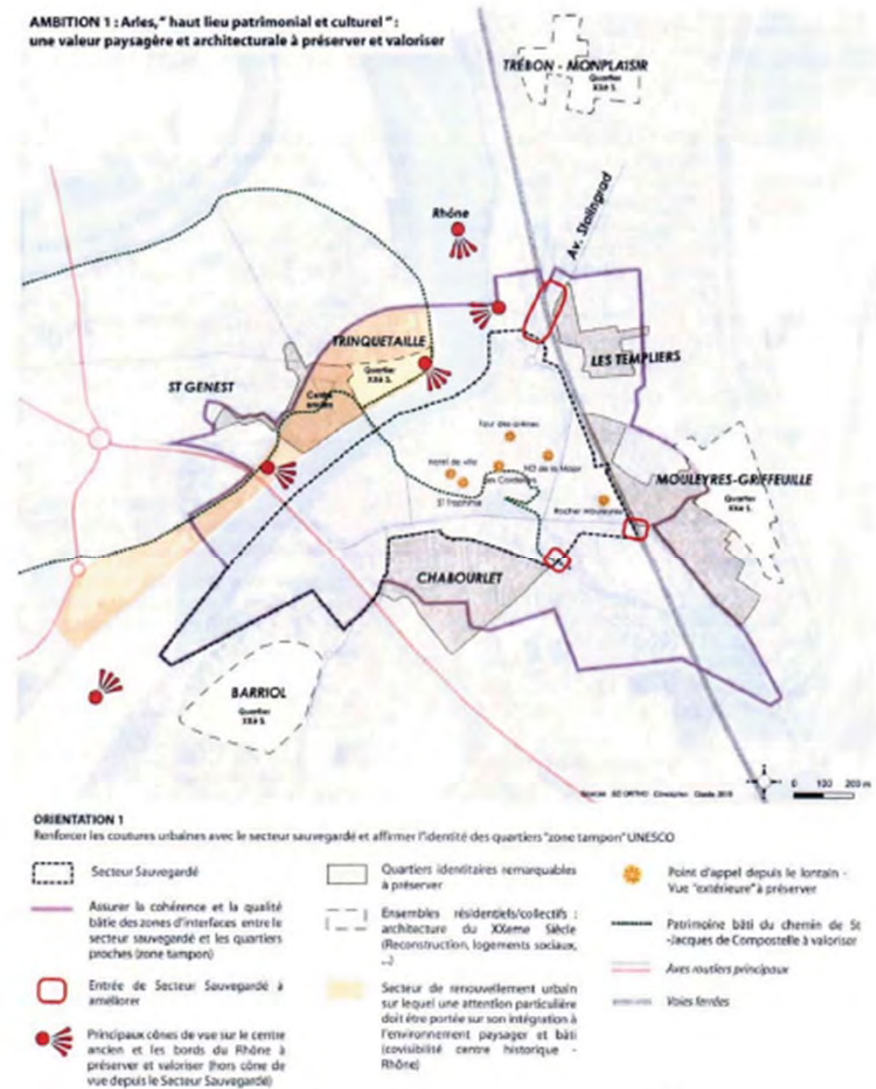 AMBITION 1 : Arles, " haut lieu patrimonial et culturel " :
une valeur paysagère et architecturale à préserver et valoriser
TRÉBON - MONPLAISIR
Quartier
XXè S.
Av. Stalingrad
Rhône
TRINQUETAILLE
Quartier
XXè S.
Centre
ancien
LES TEMPLIERS
ST GENEST
Tour des arènes
Hotel de ville
ND de la Major
Les Cordeliers
St Trophime
Rocher Mouleyres
MOULEYRES-GRIFFEUILLE
Quartier
XXè S.
CHABOURLET
BARRIOL
Quartier
XXè S.
0 100 200 m
ORIENTATION 1
Renforcer les coutures urbaines avec le secteur sauvegardé et affirmer l'identité des quartiers "zone tampon" UNESCO
Secteur Sauvegardé
Assurer la cohérence et la qualité
bâtie des zones d'interfaces entre le
secteur sauvegardé et les quartiers
proches (zone tampon)
Entrée de Secteur Sauvegardé à
améliorer
Principaux cônes de vue sur le centre
ancien et les bords du Rhône à
préserver et valoriser (hors cône de
vue depuis le Secteur Sauvegardé)
Quartiers identitaires remarquables
à préserver
Ensembles résidentiels/collectifs :
architecture du XXeme Siècle
(Reconstruction, logements sociaux,
...)
Secteur de renouvellement urbain
sur lequel une attention particulière
doit être portée sur son intégration à
l'environnement paysager et bâti
(covisibilité centre historique -
Rhône)
Point d'appel depuis le lointain -
Vue "extérieure" à préserver
Patrimoine bâti du chemin de St
-Jacques de Compostelle à valoriser
Axes routiers principaux
Voies ferrées